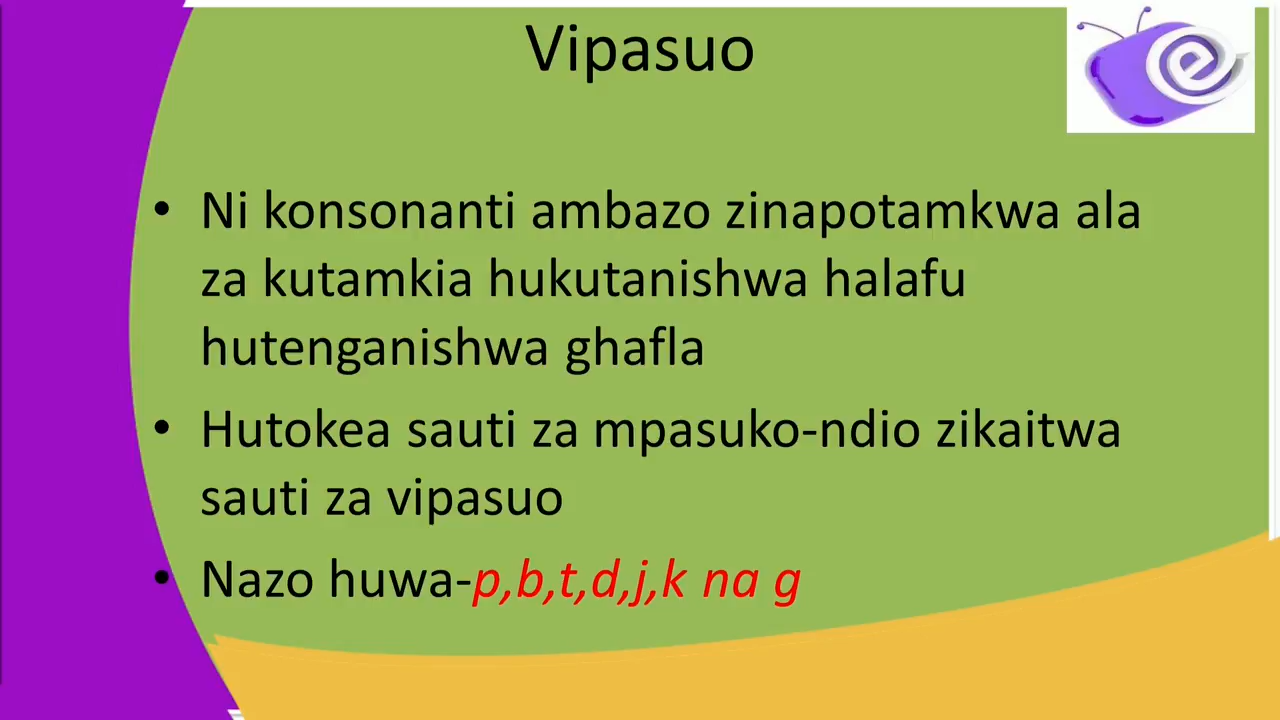 Vipasuo
e
• Ni konsonanti ambazo zinapotamkwa ala
za kutamkia hukutanishwa halafu
hutenganishwa ghafla
• Hutokea sauti za mpasuko-ndio zikaitwa
sauti za vipasuo
• Nazo huwa-p,b,t,d,j,k na g